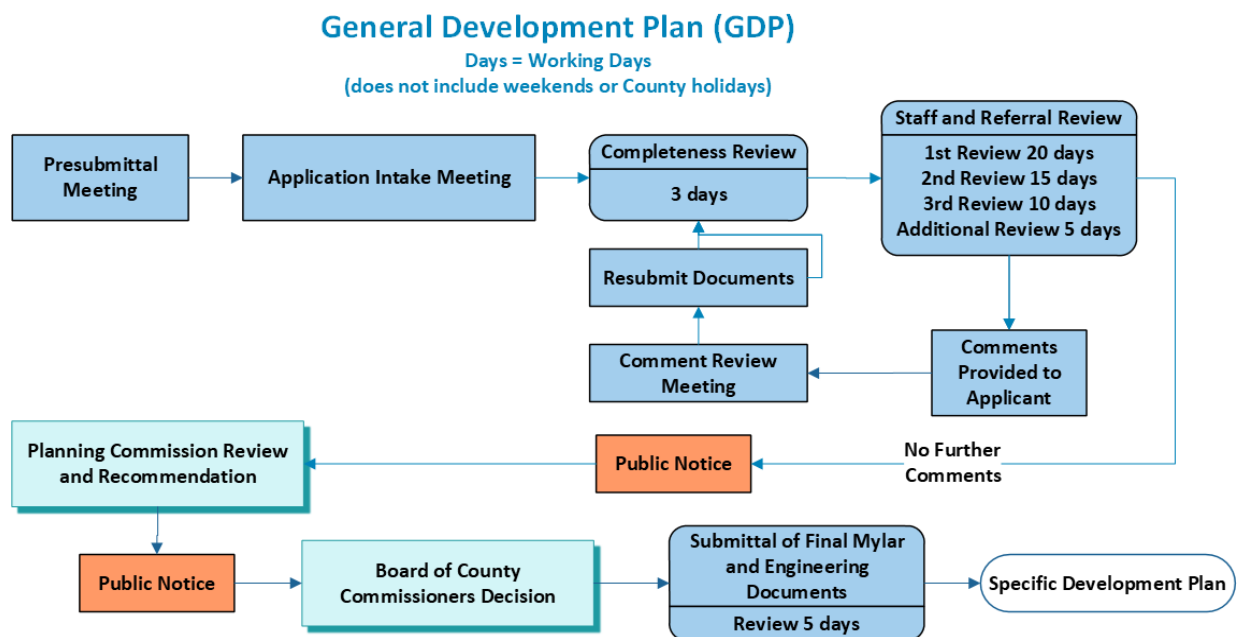 General Development Plan (GDP)
Days = Working Days
(does not include weekends or County holidays)
Presubmittal
Meeting
Application Intake Meeting
Completeness Review
3 days
Staff and Referral Review
1st Review 20 days
2nd Review 15 days
3rd Review 10 days
Additional Review 5 days
Resubmit Documents
Comment Review
Meeting
Comments
Provided to
Applicant
Planning Commission Review
and Recommendation
Public Notice
No Further
Comments
Public Notice
Board of County
Commissioners Decision
Submittal of Final Mylar
and Engineering
Documents
Review 5 days
Specific Development Plan